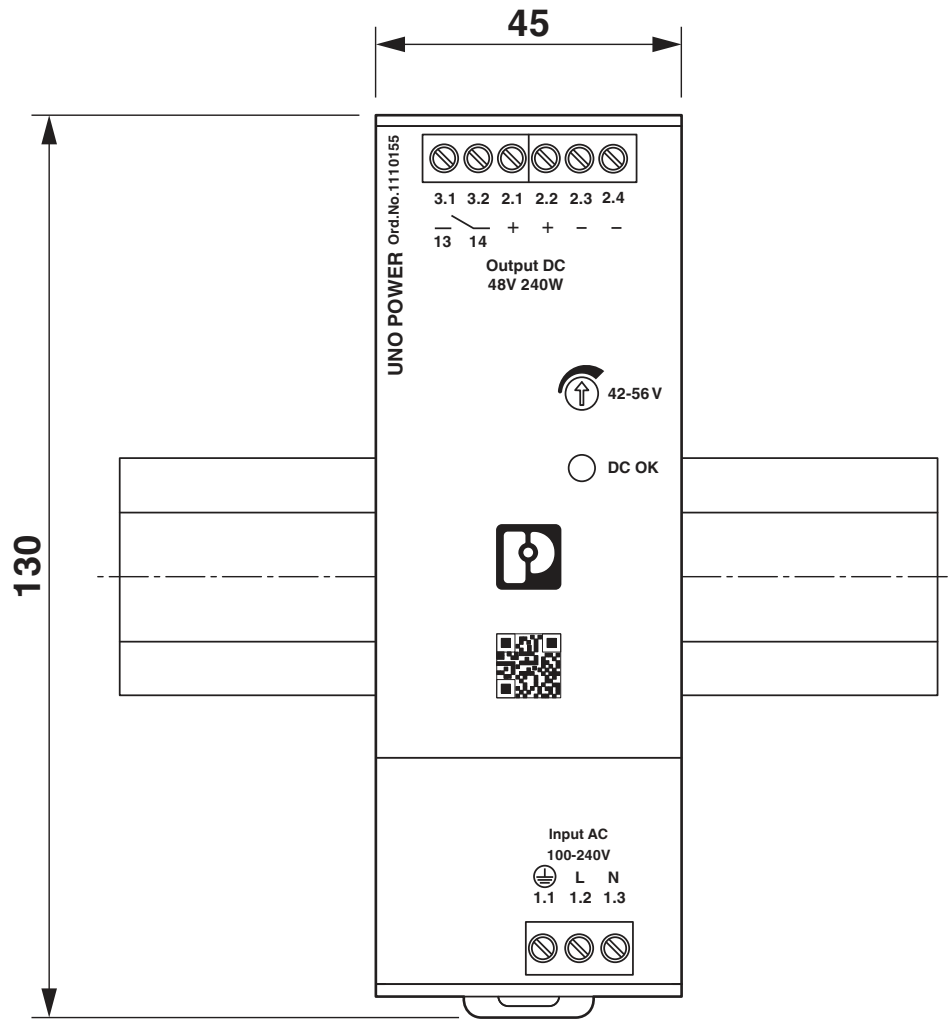 45
130
UNO POWER Ord.No.1110155
3.1 3.2 2.1 2.2 2.3 2.4
13 14 + + – –
Output DC
48V 240W
42-56 V
DC OK
Input AC
100-240V
L N
1.1 1.2 1.3